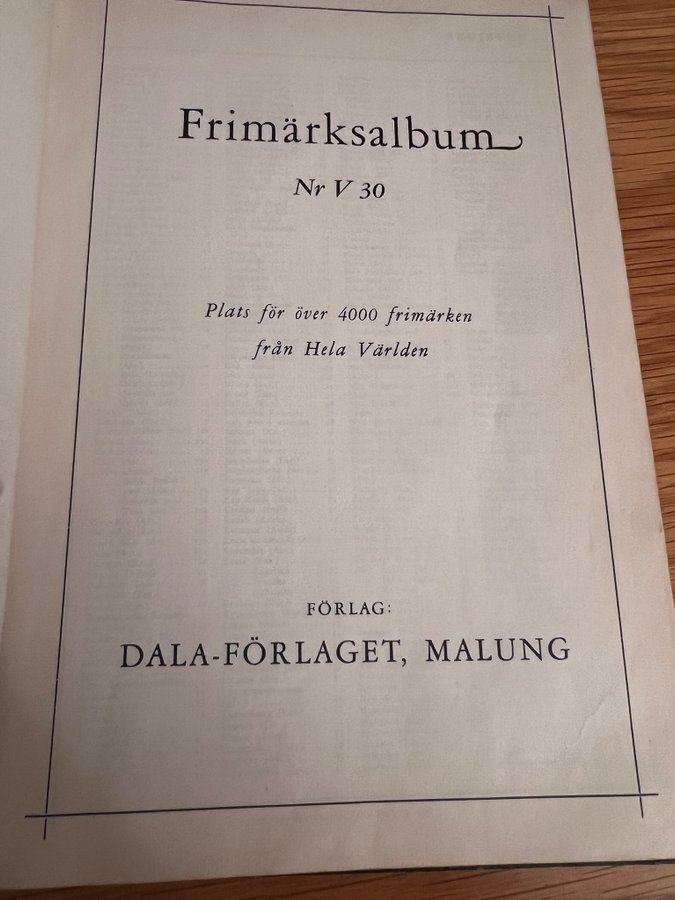 Frimärksalbum
Nr V 30
Plats för över 4000 frimärken
från Hela Världen
FÖRLAG:
DALA-FÖRLAGET, MALUNG